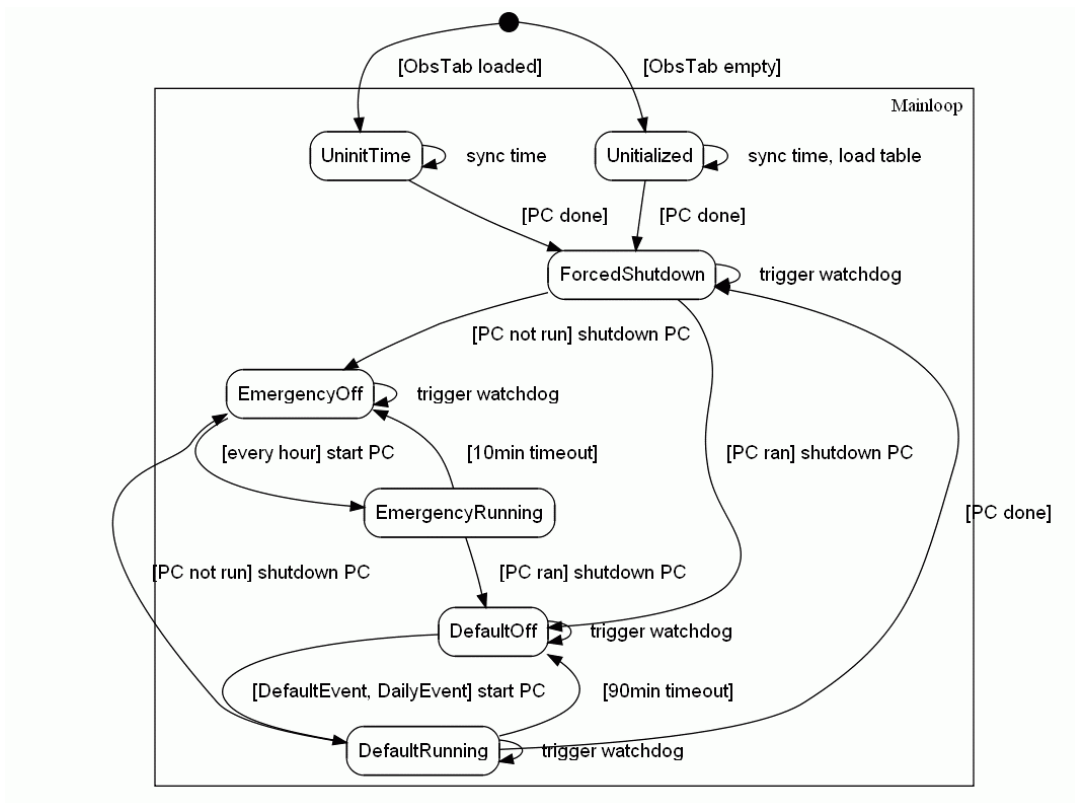 [ObsTab loaded]
[ObsTab empty]
Mainloop
UninitTime
sync time
Unitialized
sync time, load table
[PC done]
[PC done]
ForcedShutdown
trigger watchdog
[PC not run] shutdown PC
EmergencyOff
trigger watchdog
[every hour] start PC
[10min timeout]
[PC ran] shutdown PC
EmergencyRunning
[PC done]
[PC not run] shutdown PC
[PC ran] shutdown PC
DefaultOff
trigger watchdog
[DefaultEvent, DailyEvent] start PC
[90min timeout]
DefaultRunning
trigger watchdog